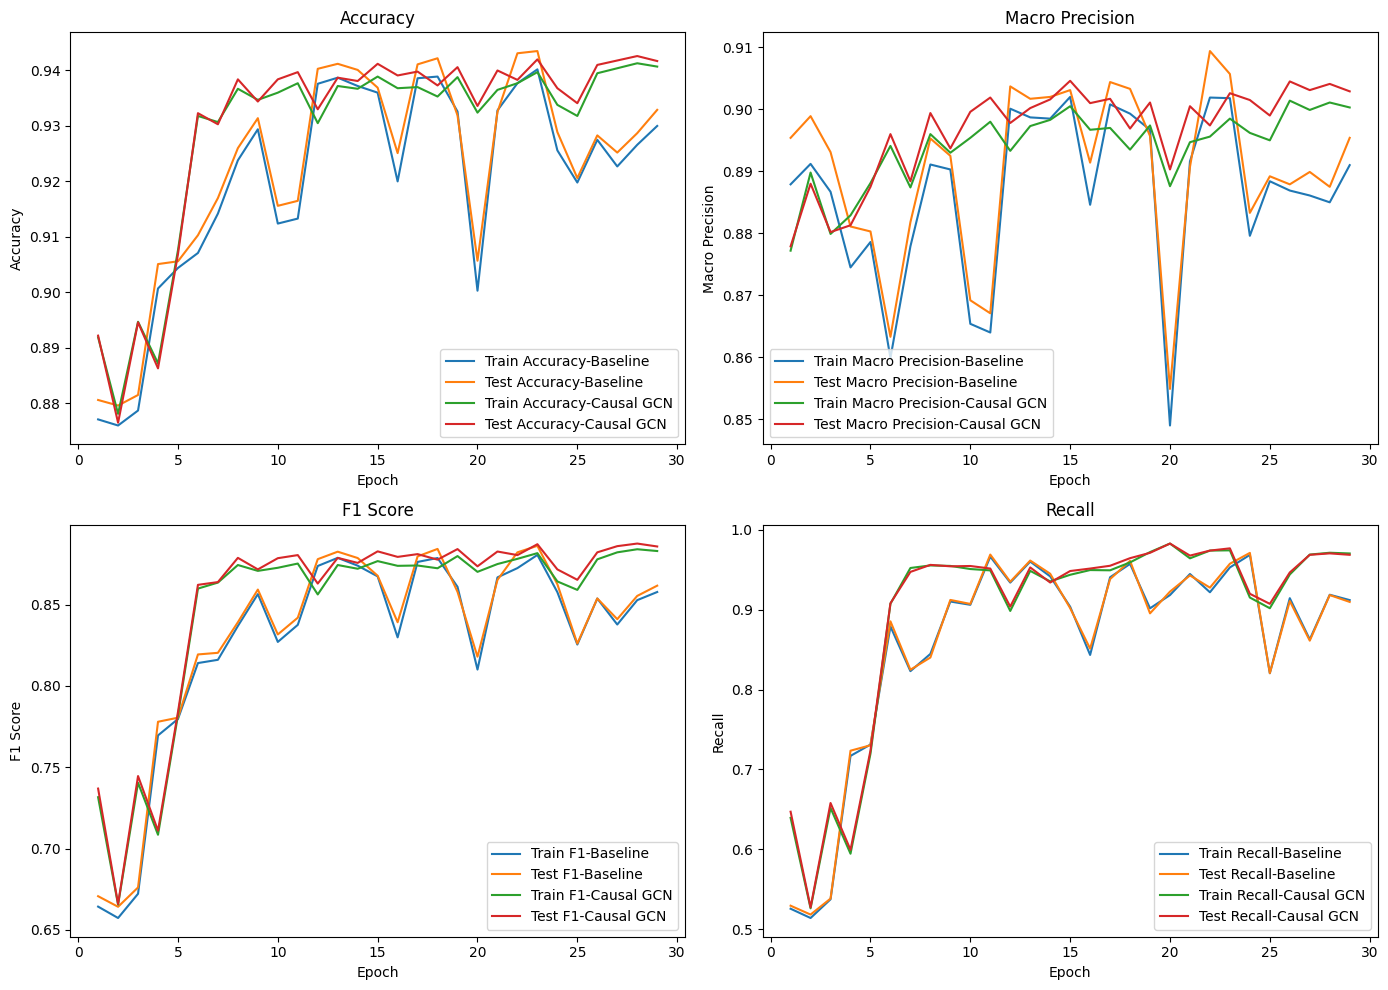 Accuracy
Accuracy
0.94
0.93
0.92
0.91
0.90
0.89
0.88
Train Accuracy-Baseline
Test Accuracy-Baseline
Train Accuracy-Causal GCN
Test Accuracy-Causal GCN
0 5 10 15 20 25 30
Epoch
Macro Precision
Macro Precision
0.91
0.90
0.89
0.88
0.87
0.86
0.85
Train Macro Precision-Baseline
Test Macro Precision-Baseline
Train Macro Precision-Causal GCN
Test Macro Precision-Causal GCN
0 5 10 15 20 25 30
Epoch
F1 Score
F1 Score
0.85
0.80
0.75
0.70
0.65
Train F1-Baseline
Test F1-Baseline
Train F1-Causal GCN
Test F1-Causal GCN
0 5 10 15 20 25 30
Epoch
Recall
Recall
1.0
0.9
0.8
0.7
0.6
0.5
Train Recall-Baseline
Test Recall-Baseline
Train Recall-Causal GCN
Test Recall-Causal GCN
0 5 10 15 20 25 30
Epoch